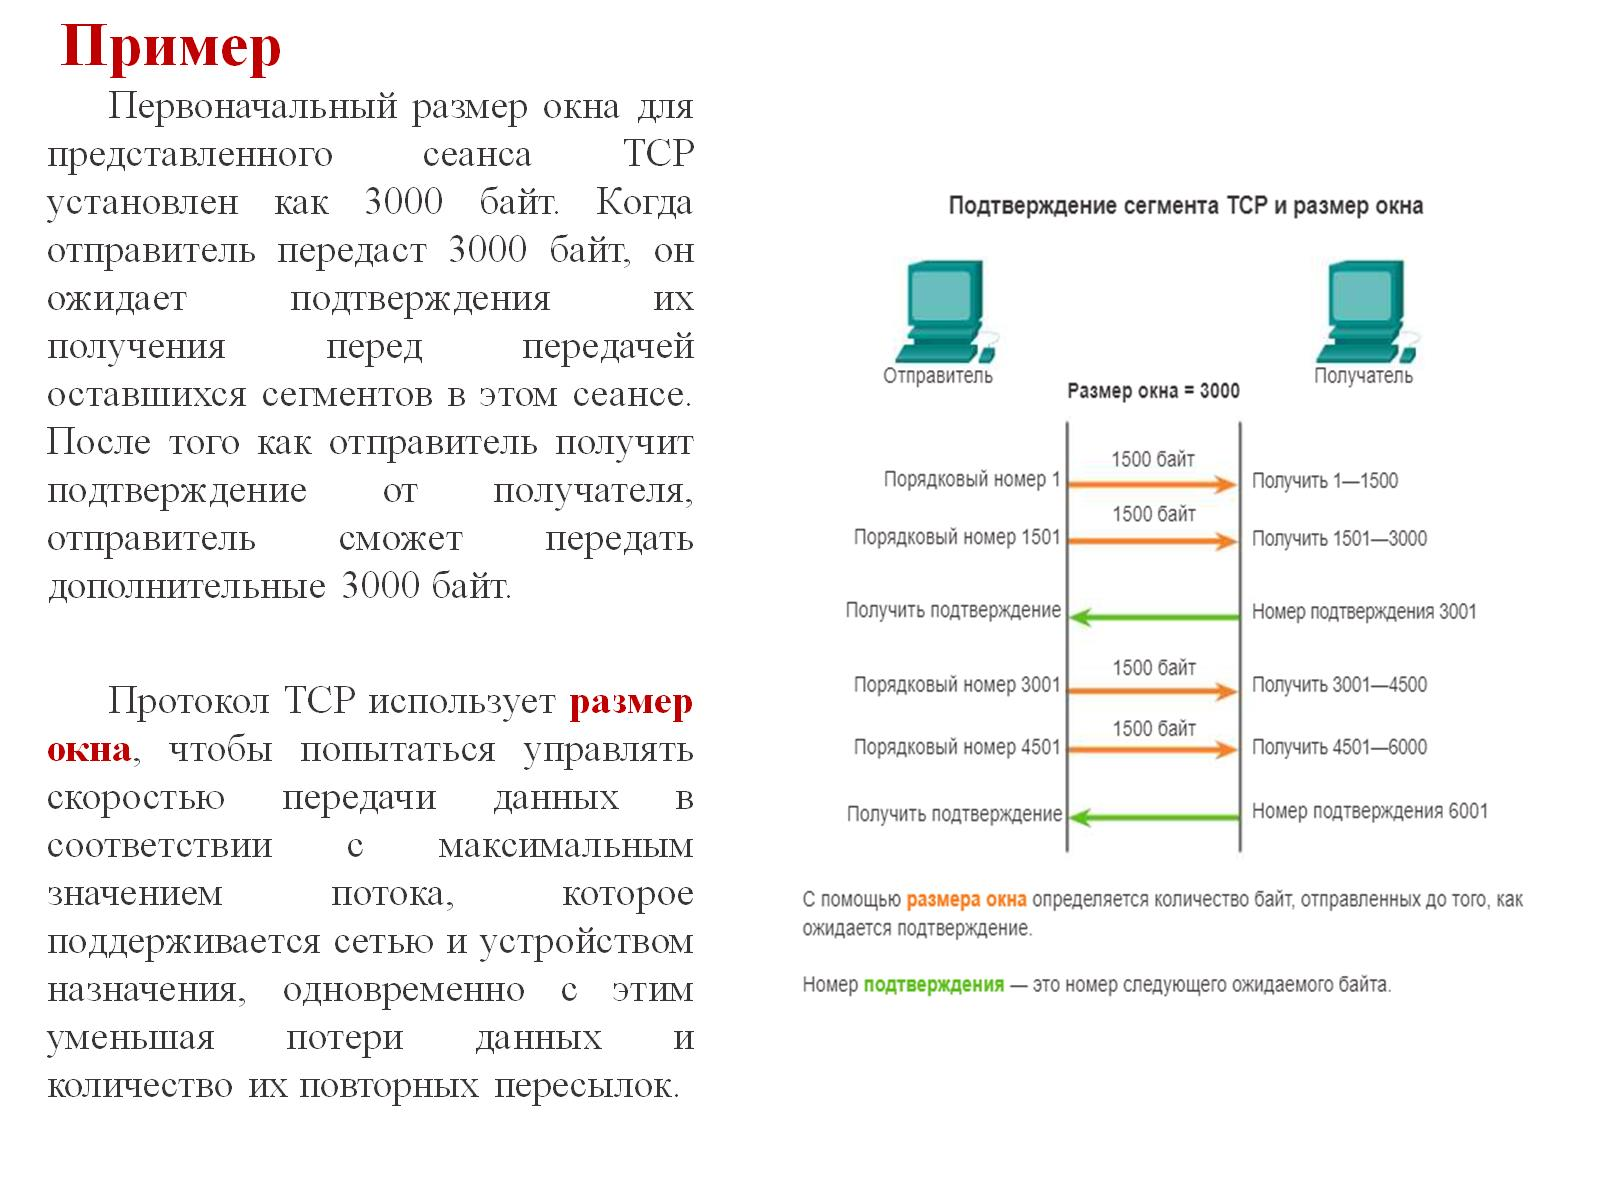 Пример
Первоначальный размер окна для
представленного сеанса TCP
установлен как 3000 байт. Когда
отправитель передаст 3000 байт, он
ожидает подтверждения их
получения перед передачей
оставшихся сегментов в этом сеансе.
После того как отправитель получит
подтверждение от получателя,
отправитель сможет передать
дополнительные 3000 байт.
Протокол TCP использует размер
окна, чтобы попытаться управлять
скоростью передачи данных в
соответствии с максимальным
значением потока, которое
поддерживается сетью и устройством
назначения, одновременно с этим
уменьшая потери данных и
количество их повторных пересылок.
Подтверждение сегмента TCP и размер окна
Отправитель
Получатель
Размер окна = 3000
1500 байт
Порядковый номер 1
Получить 1—1500
1500 байт
Порядковый номер 1501
Получить 1501—3000
Получить подтверждение
Номер подтверждения 3001
1500 байт
Порядковый номер 3001
Получить 3001—4500
1500 байт
Порядковый номер 4501
Получить 4501—6000
Получить подтверждение
Номер подтверждения 6001
С помощью размера окна определяется количество байт, отправленных до того, как
ожидается подтверждение.
Номер подтверждения — это номер следующего ожидаемого байта.